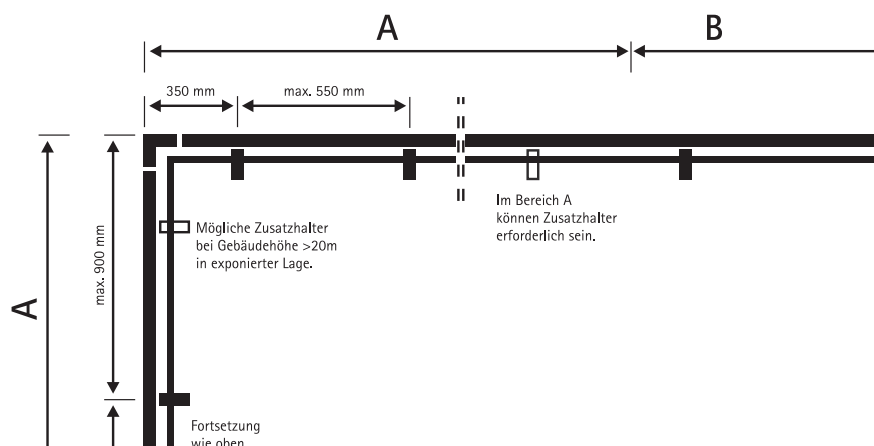 A
B
350 mm
max. 550 mm
Im Bereich A
können Zusatzhalter
erforderlich sein.
Mögliche Zusatzhalter
bei Gebäudehöhe >20m
in exponierter Lage.
max. 900 mm
A
Fortsetzung
wie oben